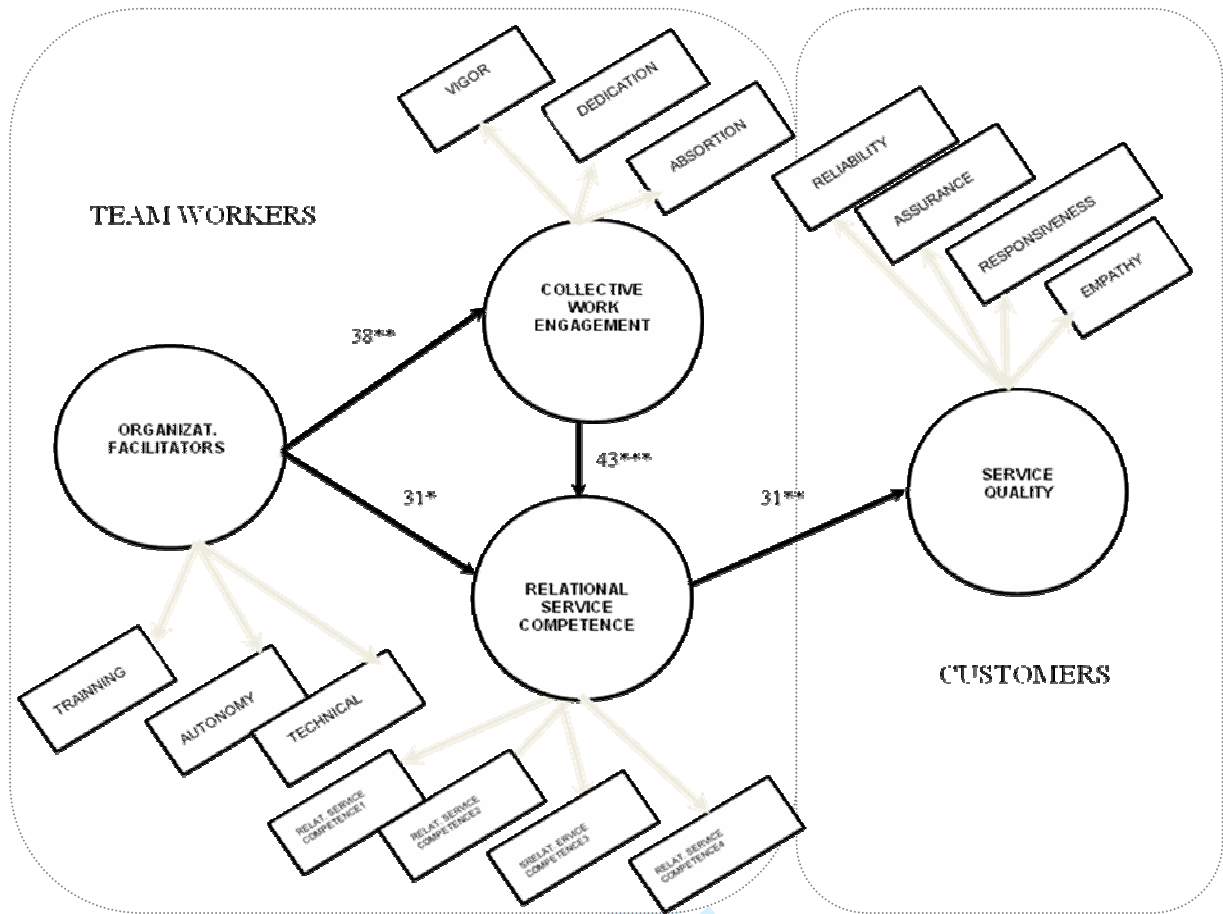 VIGOR
DEDICATION
ABSORTION
RELIABILITY
ASSURANCE
RESPONSIVENESS
EMPATHY
TEAM WORKERS
COLLECTIVE
WORK
ENGAGEMENT
38**
ORGANIZAT.
FACILITATORS
43***
31*
31**
SERVICE
QUALITY
RELATIONAL
SERVICE
COMPETENCE
CUSTOMERS
TRAINNING
AUTONOMY
TECHNICAL
RELAT. SERVICE
COMPETENCE1
RELAT. SERVICE
COMPETENCE2
SRELAT. ERVICE
COMPETENCE3
RELAT. SERVICE
COMPETENCE4